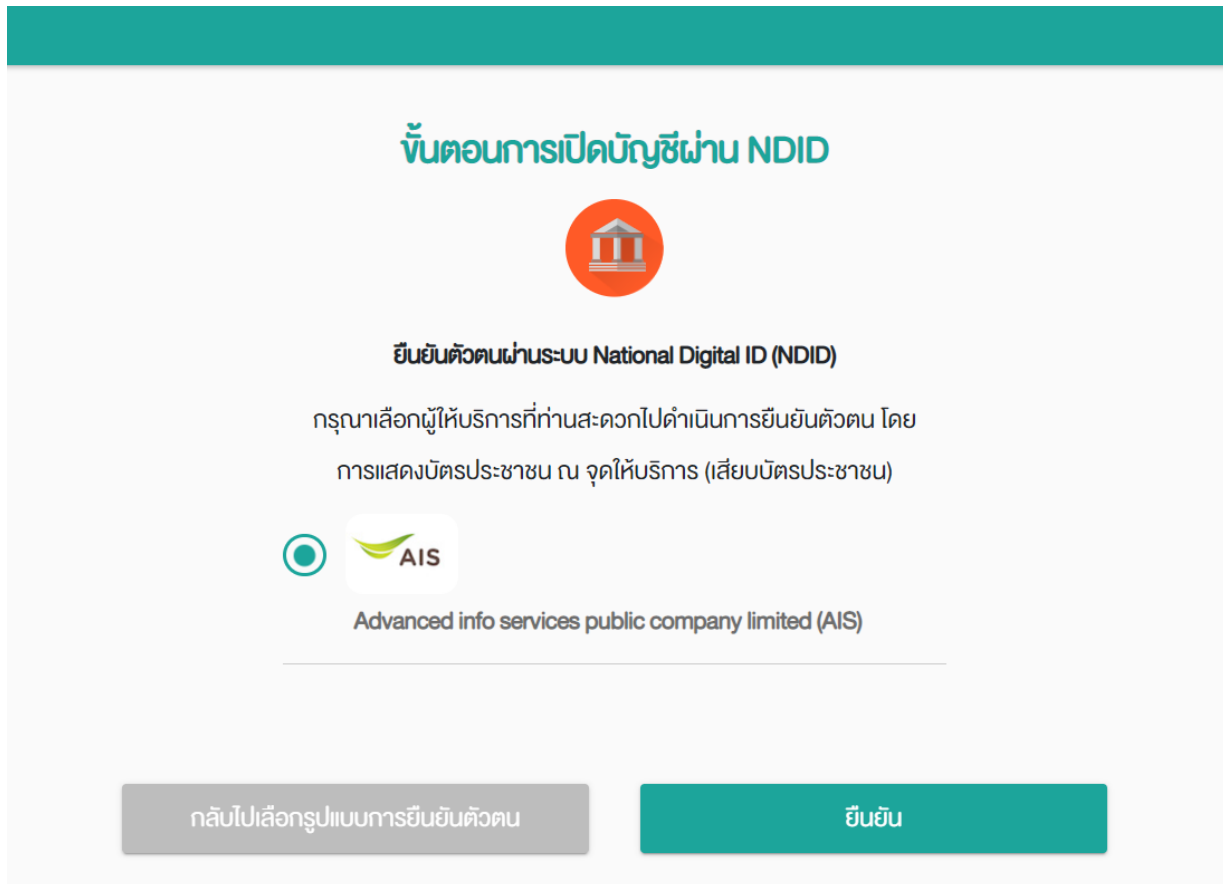 ขั้นตอนการเปิดบัญชีผ่าน NDID
ยืนยันตัวตนผ่านระบบ National Digital ID (NDID)
กรุณาเลือกผู้ให้บริการที่ท่านสะดวกไปดำเนินการยืนยันตัวตน โดย
การแสดงบัตรประชาชน ณ จุดให้บริการ (เสียบบัตรประชาชน)
AIS
Advanced info services public company limited (AIS)
กลับไปเลือกรูปแบบการยืนยันตัวตน
ยืนยัน